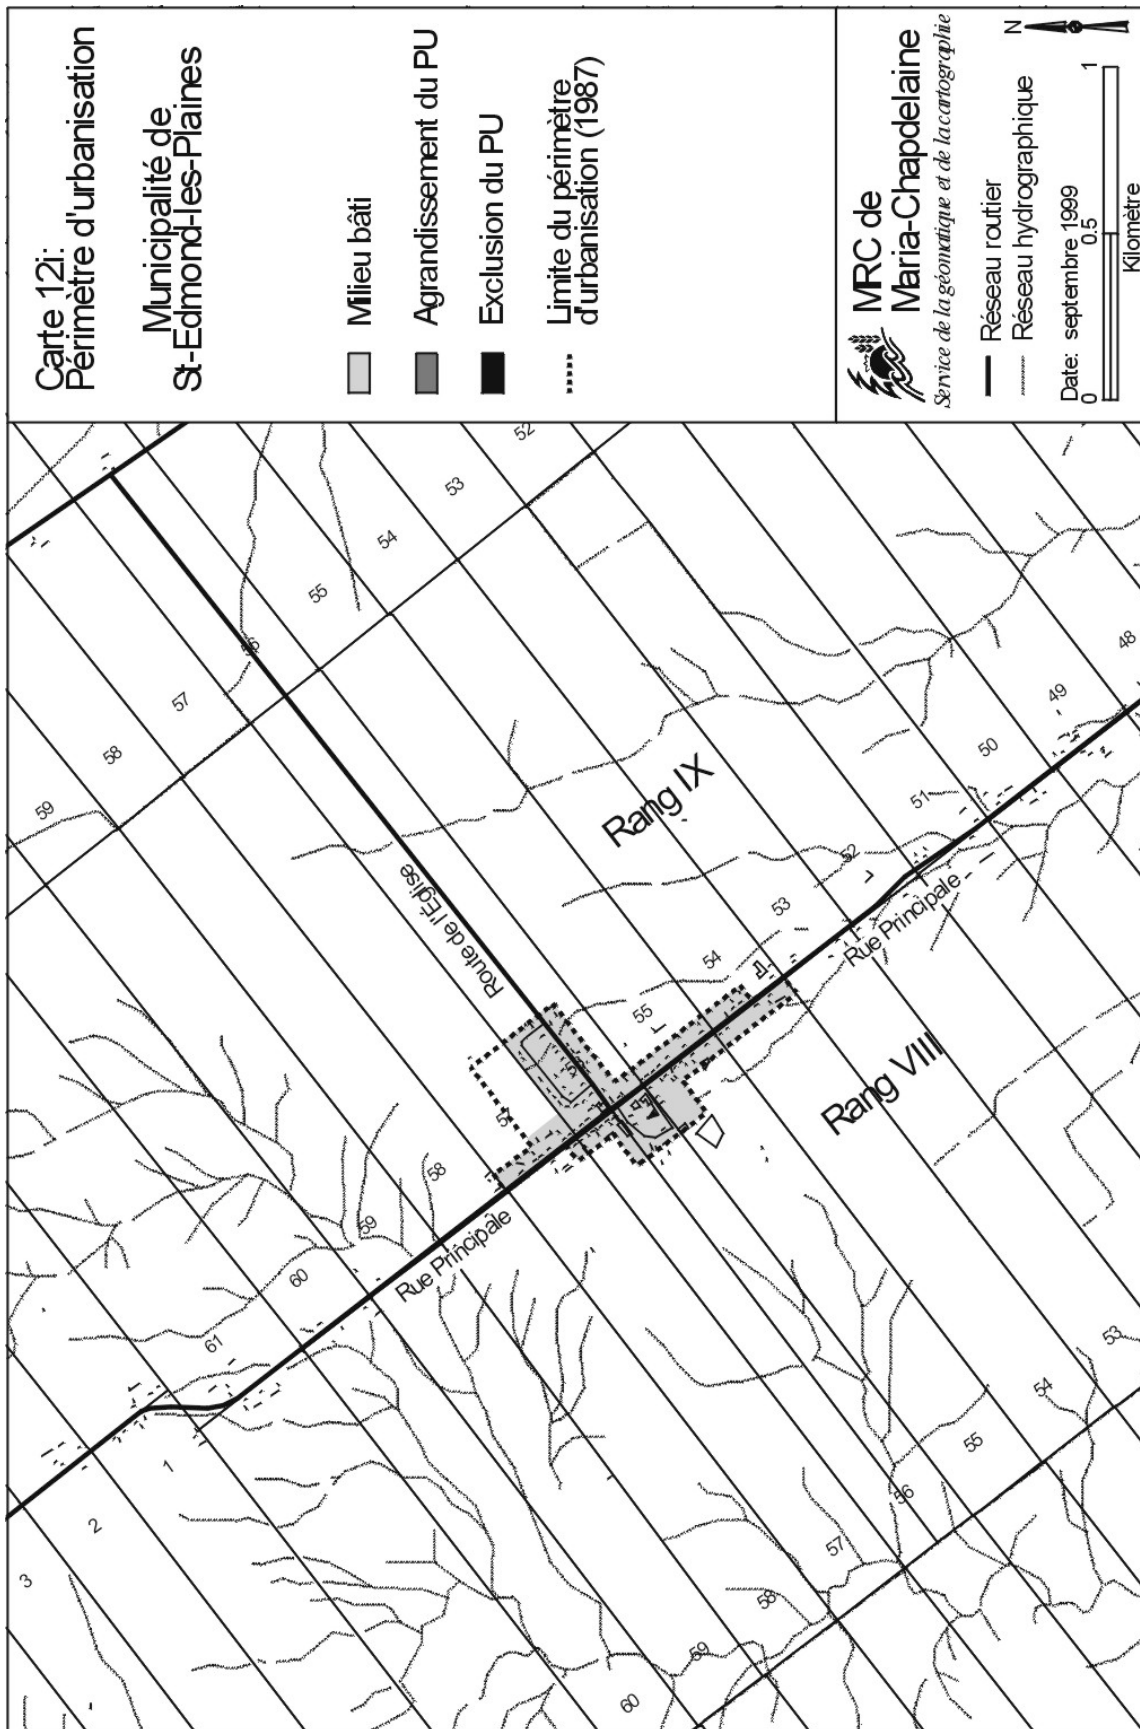 Carte 12i:
Périmètre d'urbanisation
Municipalité de
St-Edmond-les-Plaines
Milieu bâti
Agrandissement du PU
Exclusion du PU
Limite du périmètre
d'urbanisation (1987)
MRC de
Maria-Chapdelaine
Service de la géomatique et de la cartographie
Réseau routier
Réseau hydrographique
Date: septembre 1999
0 0.5 1
Kilomètre
N
59
58
57
56
55
54
53
52
Route de l'Église
Rang IX
3
2
1
61
60
59
58
57
56
55
54
53
52
51
50
49
48
Rue Principale
Rue Principale
Rang VIII
60
59
58
57
56
55
54
53